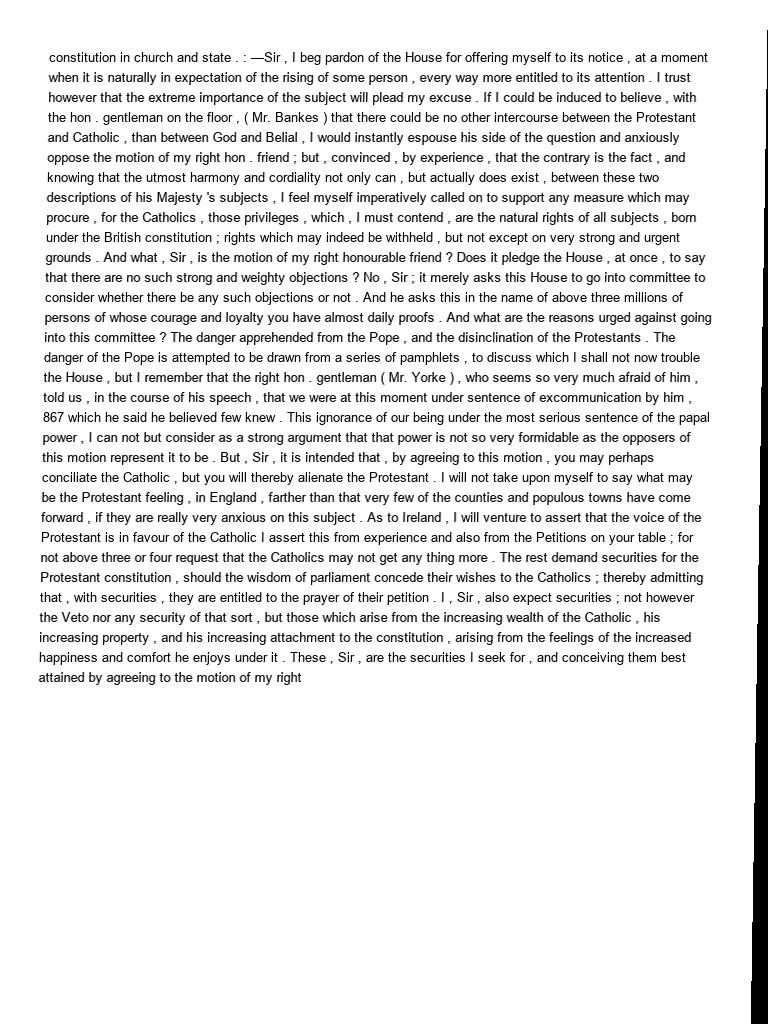 constitution in church and state . : —Sir , I beg pardon of the House for offering myself to its notice , at a moment
when it is naturally in expectation of the rising of some person , every way more entitled to its attention . I trust
however that the extreme importance of the subject will plead my excuse . If I could be induced to believe , with
the hon . gentleman on the floor , ( Mr. Bankes ) that there could be no other intercourse between the Protestant
and Catholic , than between God and Belial , I would instantly espouse his side of the question and anxiously
oppose the motion of my right hon . friend ; but , convinced , by experience , that the contrary is the fact , and
knowing that the utmost harmony and cordiality not only can , but actually does exist , between these two
descriptions of his Majesty 's subjects , I feel myself imperatively called on to support any measure which may
procure , for the Catholics , those privileges , which , I must contend , are the natural rights of all subjects , born
under the British constitution ; rights which may indeed be withheld , but not except on very strong and urgent
grounds . And what , Sir , is the motion of my right honourable friend ? Does it pledge the House , at once , to say
that there are no such strong and weighty objections ? No , Sir ; it merely asks this House to go into committee to
consider whether there be any such objections or not . And he asks this in the name of above three millions of
persons of whose courage and loyalty you have almost daily proofs . And what are the reasons urged against going
into this committee ? The danger apprehended from the Pope , and the disinclination of the Protestants . The
danger of the Pope is attempted to be drawn from a series of pamphlets , to discuss which I shall not now trouble
the House , but I remember that the right hon . gentleman ( Mr. Yorke ) , who seems so very much afraid of him ,
told us , in the course of his speech , that we were at this moment under sentence of excommunication by him ,
867 which he said he believed few knew . This ignorance of our being under the most serious sentence of the papal
power , I can not but consider as a strong argument that that power is not so very formidable as the opposers of
this motion represent it to be . But , Sir , it is intended that , by agreeing to this motion , you may perhaps
conciliate the Catholic , but you will thereby alienate the Protestant . I will not take upon myself to say what may
be the Protestant feeling , in England , farther than that very few of the counties and populous towns have come
forward , if they are really very anxious on this subject . As to Ireland , I will venture to assert that the voice of the
Protestant is in favour of the Catholic I assert this from experience and also from the Petitions on your table ; for
not above three or four request that the Catholics may not get any thing more . The rest demand securities for the
Protestant constitution , should the wisdom of parliament concede their wishes to the Catholics ; thereby admitting
that , with securities , they are entitled to the prayer of their petition . I , Sir , also expect securities ; not however
the Veto nor any security of that sort , but those which arise from the increasing wealth of the Catholic , his
increasing property , and his increasing attachment to the constitution , arising from the feelings of the increased
happiness and comfort he enjoys under it . These , Sir , are the securities I seek for , and conceiving them best
attained by agreeing to the motion of my right